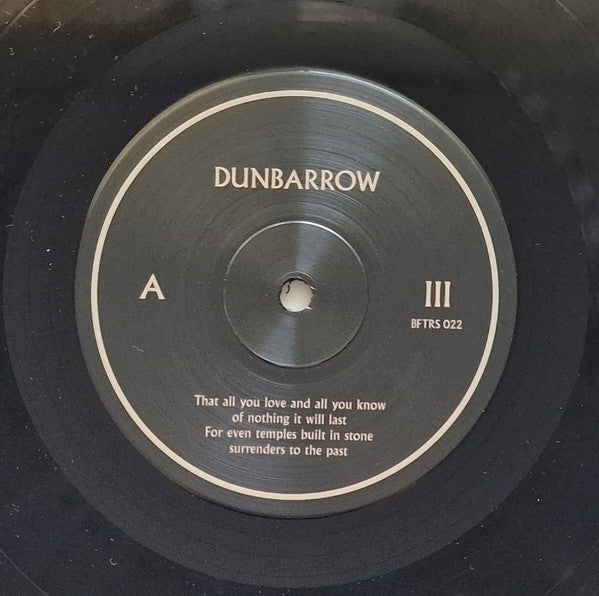 DUNBARROW
A
III
BFTRS 022
That all you love and all you know
of nothing it will last
For even temples built in stone
surrenders to the past